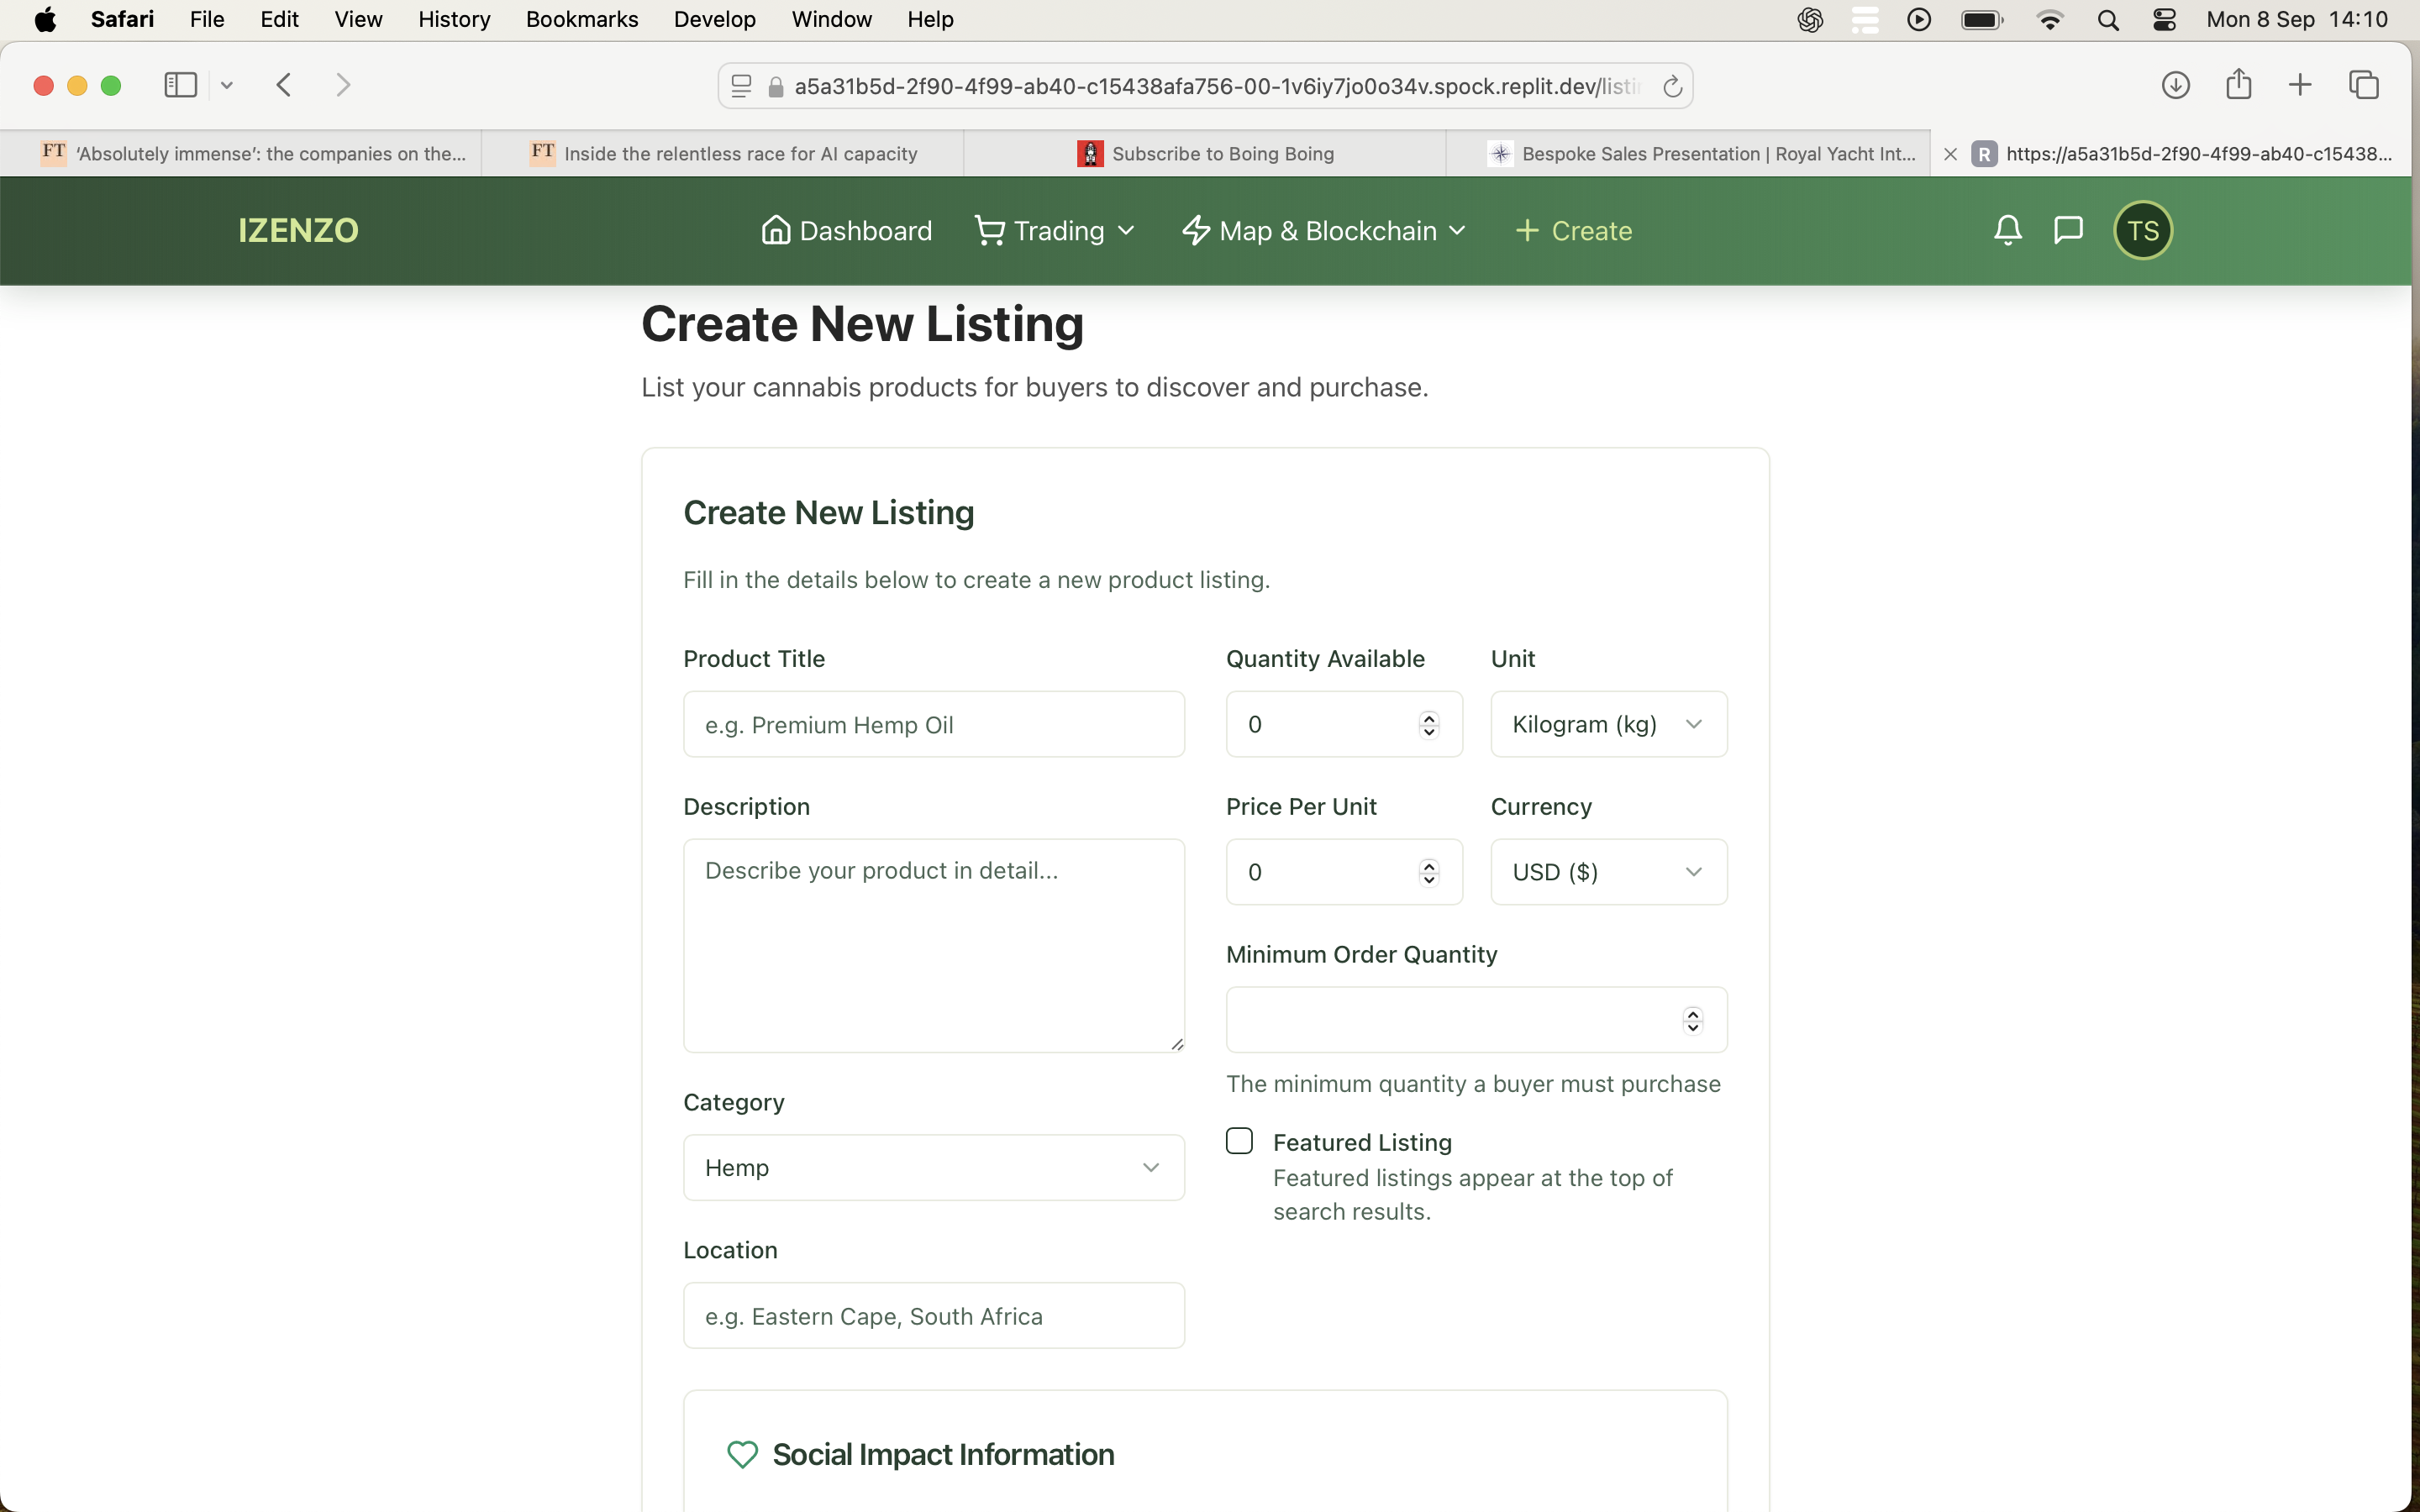 Safari File Edit View History Bookmarks Develop Window Help Mon 8 Sep 14:10
a5a31b5d-2f90-4f99-ab40-c15438afa756-00-1v6iy7jo0o34v.spock.replit.dev/listi
FT 'Absolutely immense': the companies on the...
FT Inside the relentless race for AI capacity
Subscribe to Boing Boing
Bespoke Sales Presentation | Royal Yacht Int...
R https://a5a31b5d-2f90-4f99-ab40-c15438...
IZENZO
Dashboard
Trading
Map & Blockchain
+ Create
TS
Create New Listing
List your cannabis products for buyers to discover and purchase.
Create New Listing
Fill in the details below to create a new product listing.
Product Title
e.g. Premium Hemp Oil
Description
Describe your product in detail...
Category
Hemp
Location
e.g. Eastern Cape, South Africa
Quantity Available
0
Unit
Kilogram (kg)
Price Per Unit
0
Currency
USD ($)
Minimum Order Quantity
The minimum quantity a buyer must purchase
Featured Listing
Featured listings appear at the top of
search results.
Social Impact Information